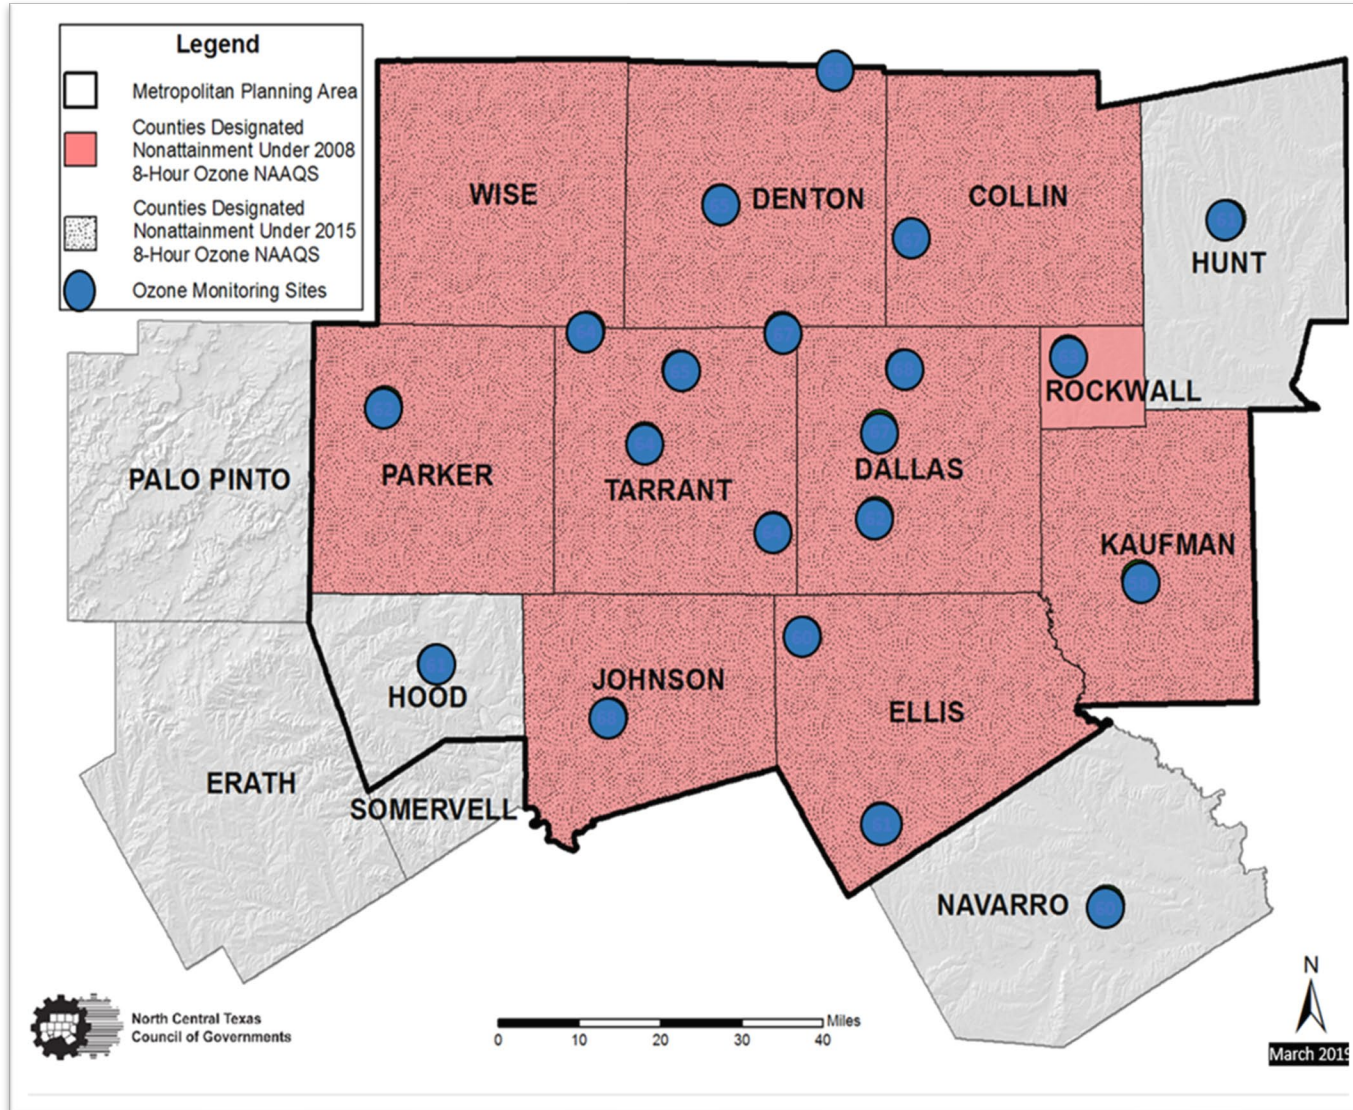 Legend
Metropolitan Planning Area
Counties Designated
Nonattainment Under 2008
8-Hour Ozone NAAQS
Counties Designated
Nonattainment Under 2015
8-Hour Ozone NAAQS
Ozone Monitoring Sites
WISE
DENTON
COLLIN
HUNT
ROCKWALL
PALO PINTO
PARKER
TARRANT
DALLAS
KAUFMAN
HOOD
JOHNSON
ELLIS
ERATH
SOMERVELL
NAVARRO
N
North Central Texas
Council of Governments
Miles
0 10 20 30 40
March 2019